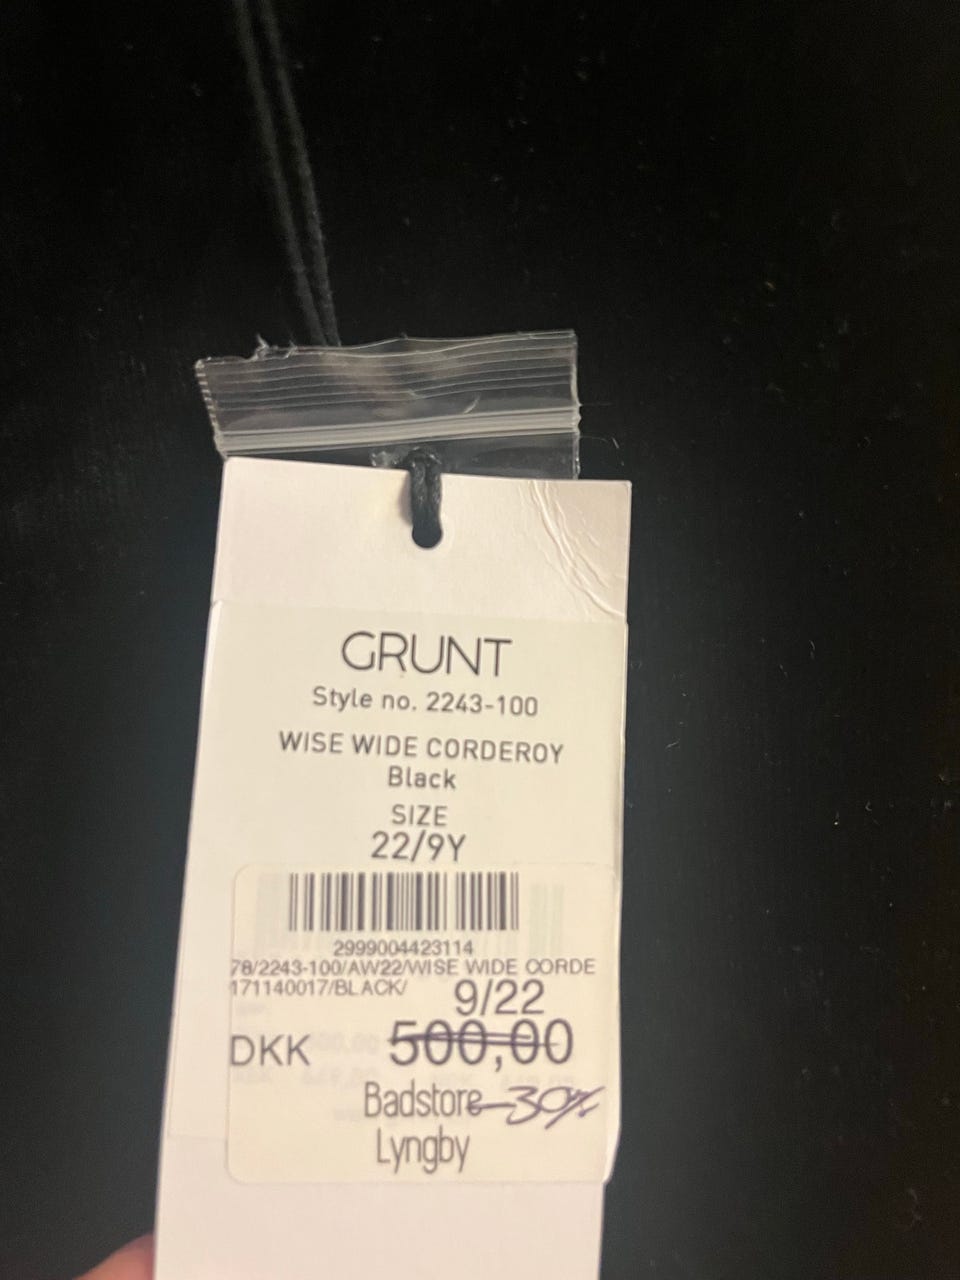 GRUNT
Style no. 2243-100
WISE WIDE CORDEROY
Black
SIZE
22/9Y
2999004423114
78/2243-100/AW22/WISE WIDE CORDE
171140017/BLACK/
9/22
DKK 500,00
Badstore -30%
Lyngby